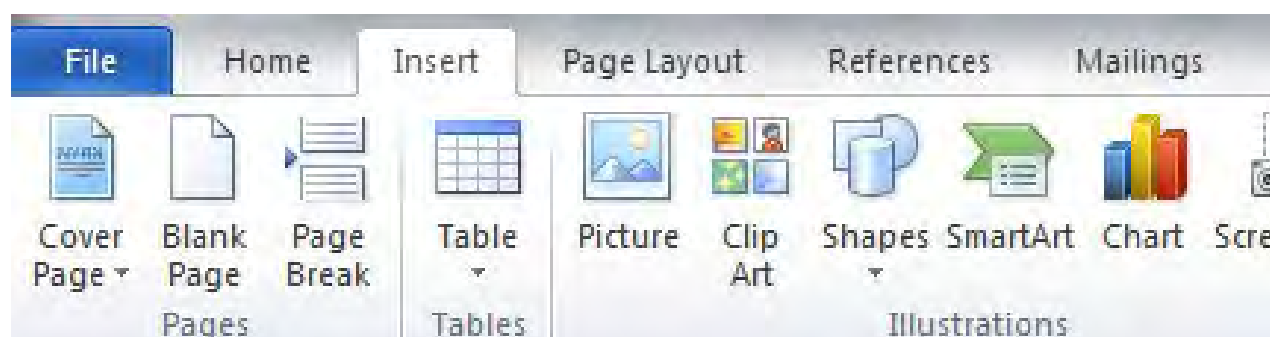 File Home Insert Page Layout References Mailings
Cover Blank Page Table Picture Clip Shapes SmartArt Chart
Page Page Break Art
Pages Tables Illustrations